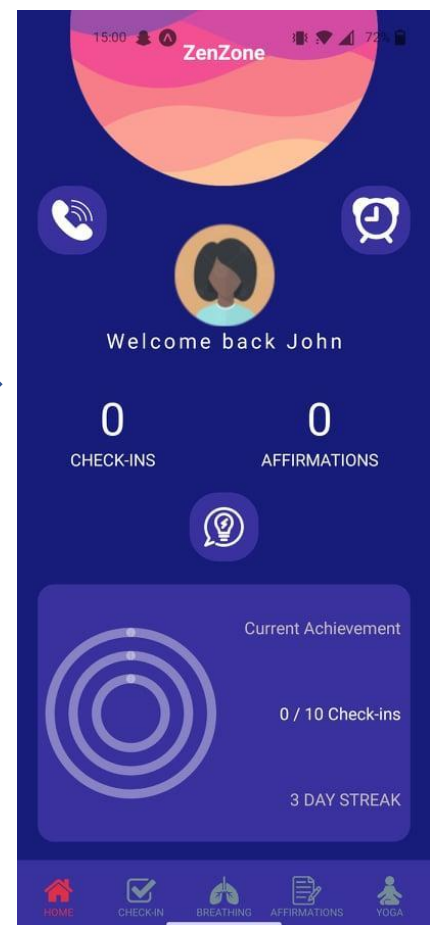 15:00 72%
ZenZone
Welcome back John
0 0
CHECK-INS AFFIRMATIONS
Current Achievement
0 / 10 Check-ins
3 DAY STREAK
HOME CHECK-IN BREATHING AFFIRMATIONS YOGA